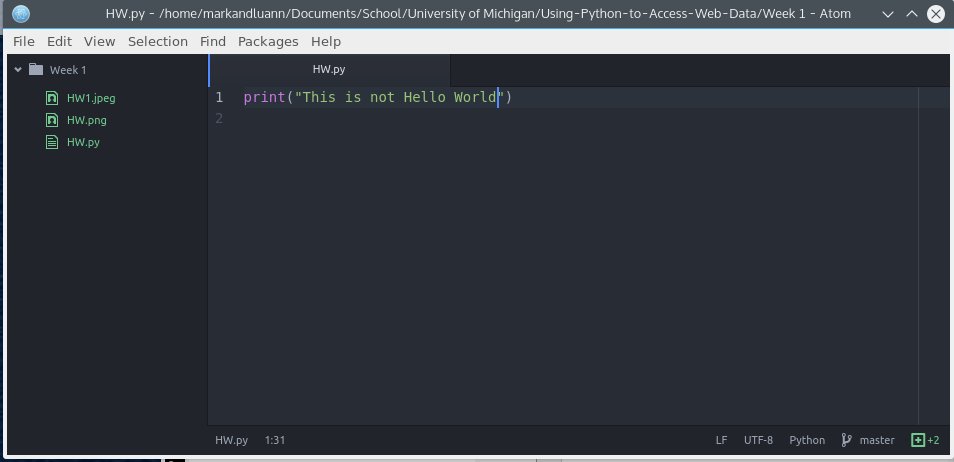 HW.py - /home/markandluann/Documents/School/University of Michigan/Using-Python-to-Access-Web-Data/Week 1 - Atom
File Edit View Selection Find Packages Help
Week 1
HW1.jpeg
HW.png
HW.py
HW.py
1 print("This is not Hello World")
2
HW.py 1:31 LF UTF-8 Python master +2